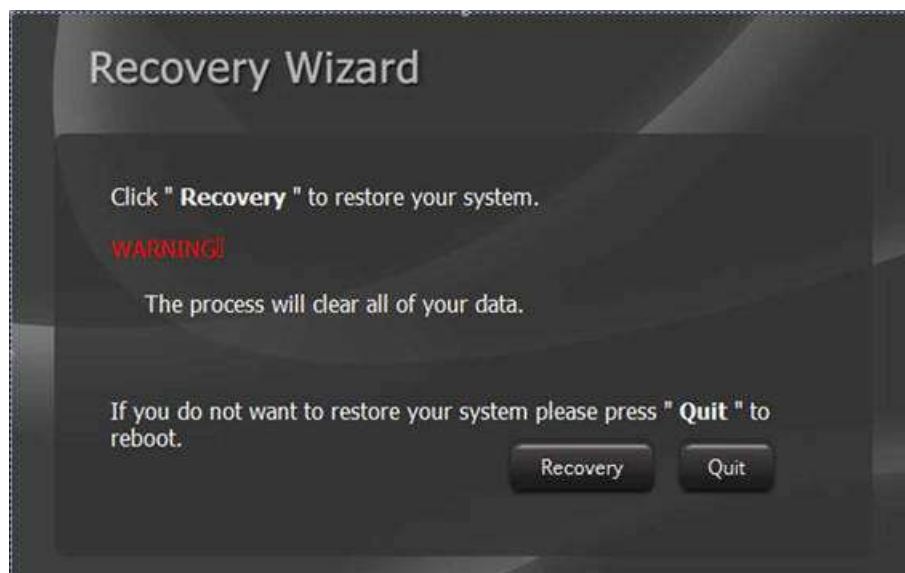 Recovery Wizard
Click " Recovery " to restore your system.
WARNING!
The process will clear all of your data.
If you do not want to restore your system please press " Quit " to
reboot.
Recovery
Quit